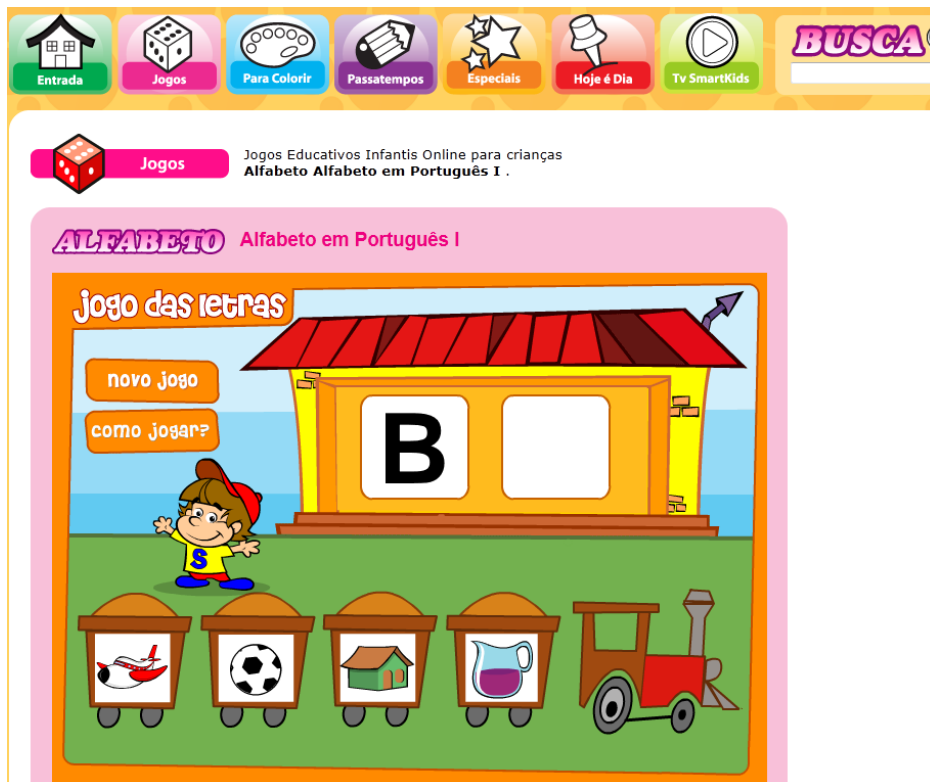 Entrada
Jogos
Para Colorir
Passatempos
Especiais
Hoje é Dia
Tv SmartKids
BUSCA
Jogos
Jogos Educativos Infantis Online para crianças
Alfabeto Alfabeto em Português I .
ALFABETO
Alfabeto em Português I
jogo das letras
novo jogo
como jogar?
B
S